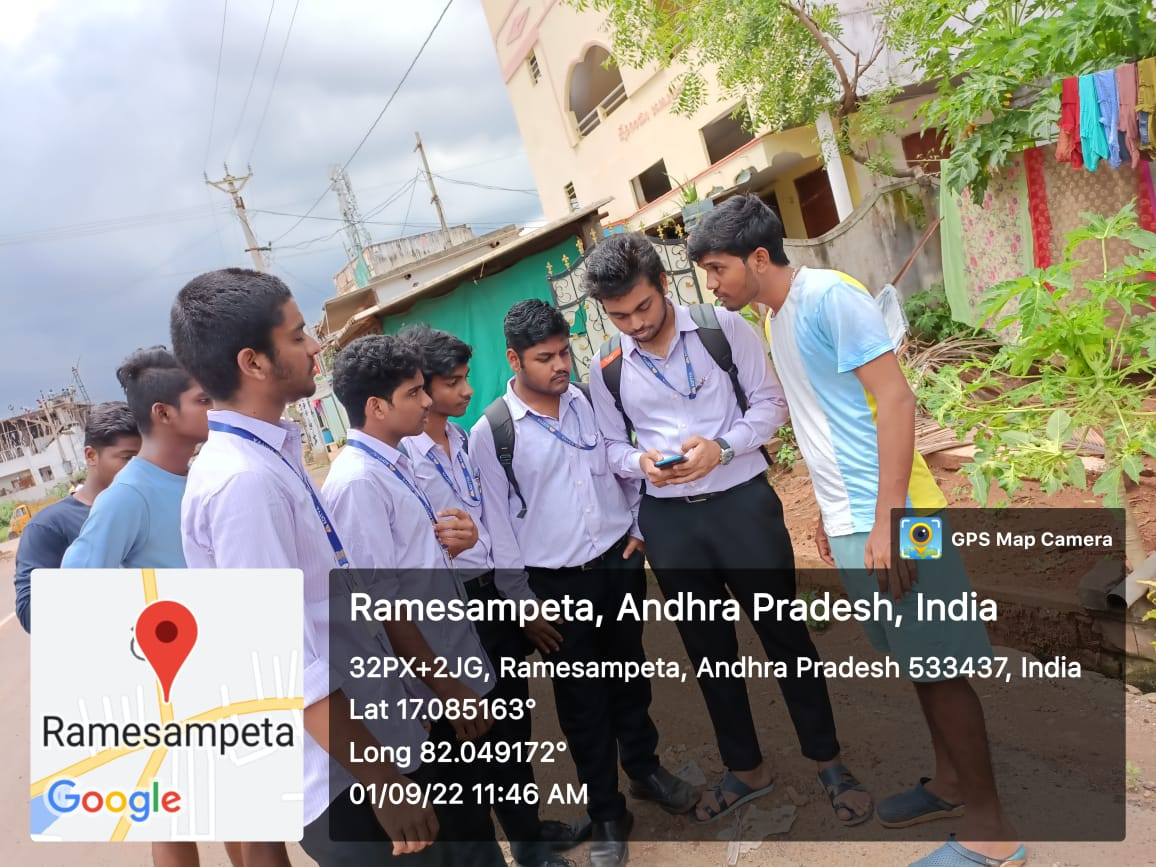 GPS Map Camera
Ramesampeta, Andhra Pradesh, India
32PX+2JG, Ramesampeta, Andhra Pradesh 533437, India
Lat 17.085163°
Long 82.049172°
01/09/22 11:46 AM
Ramesampeta
Google